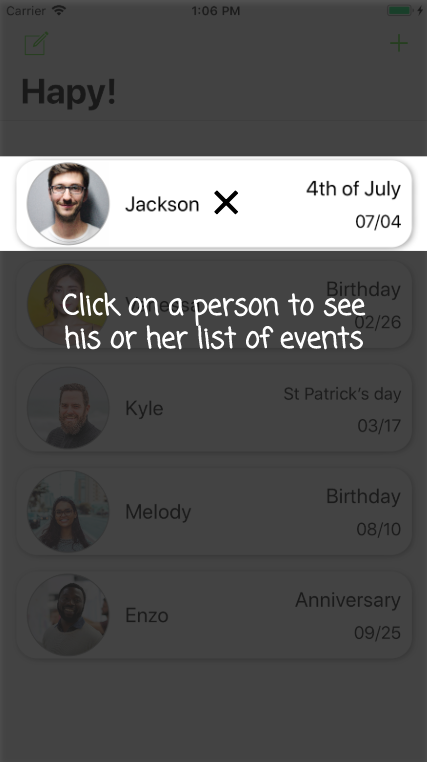 Carrier 1:06 PM
Hapy!
Jackson 4th of July
07/04
Vanessa Birthday
02/26
Click on a person to see
his or her list of events
Kyle St Patrick's day
03/17
Melody Birthday
08/10
Enzo Anniversary
09/25